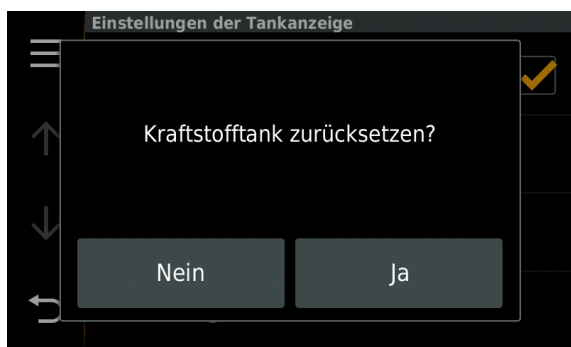 Einstellungen der Tankanzeige
Kraftstofftank zurücksetzen?
Nein
Ja